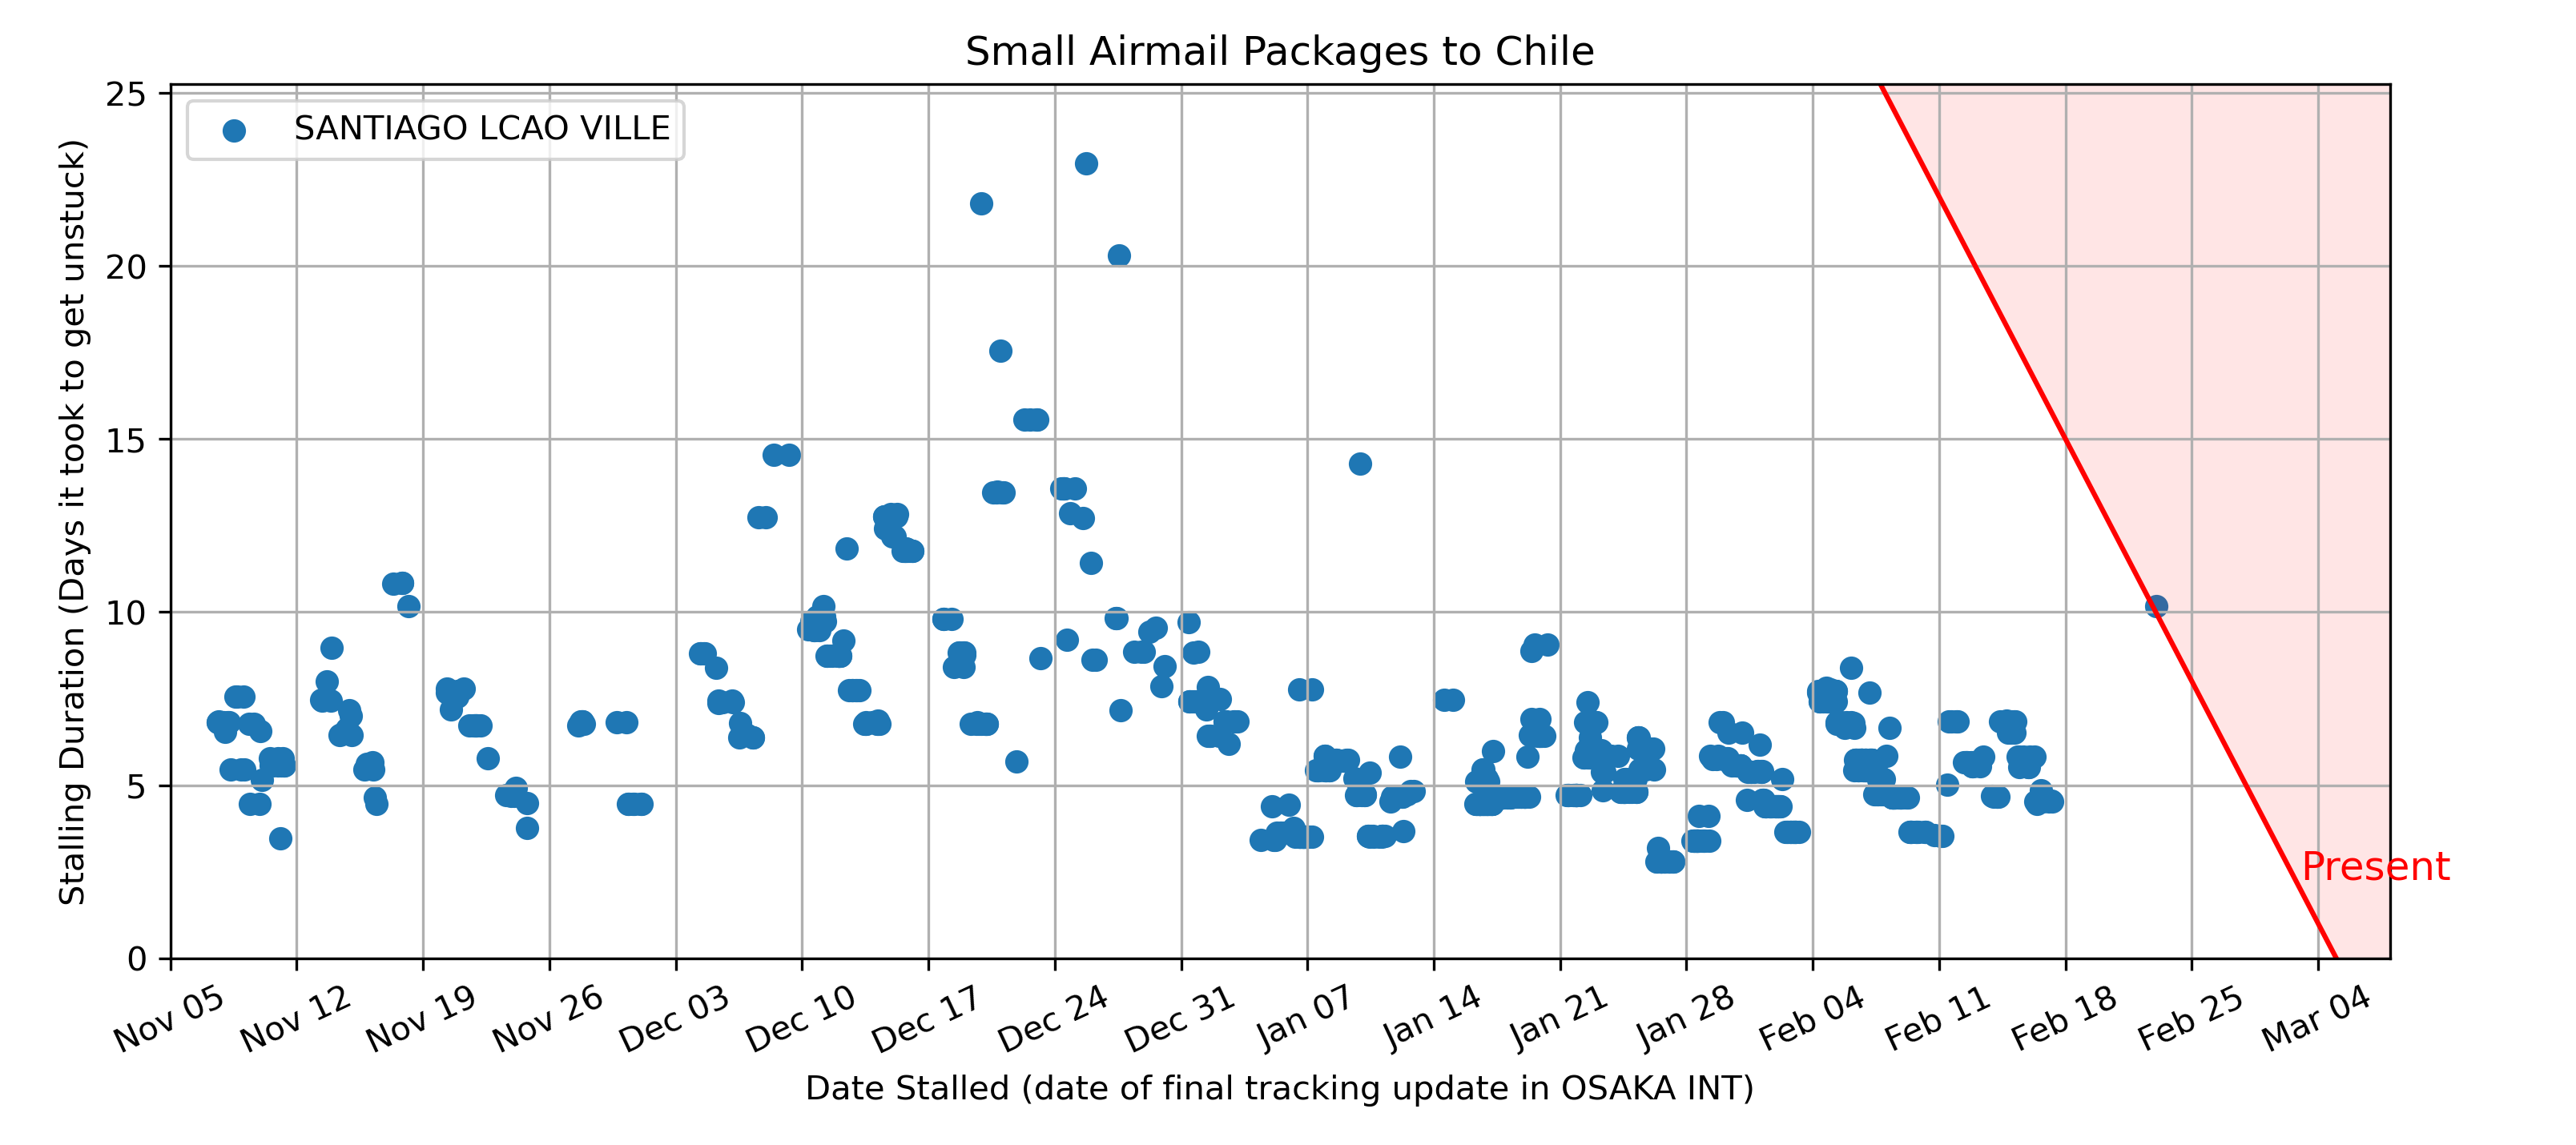 Small Airmail Packages to Chile
SANTIAGO LCAO VILLE
Stalling Duration (Days it took to get unstuck)
25
20
15
10
5
0
Present
Nov 05
Nov 12
Nov 19
Nov 26
Dec 03
Dec 10
Dec 17
Dec 24
Dec 31
Jan 07
Jan 14
Jan 21
Jan 28
Feb 04
Feb 11
Feb 18
Feb 25
Mar 04
Date Stalled (date of final tracking update in OSAKA INT)